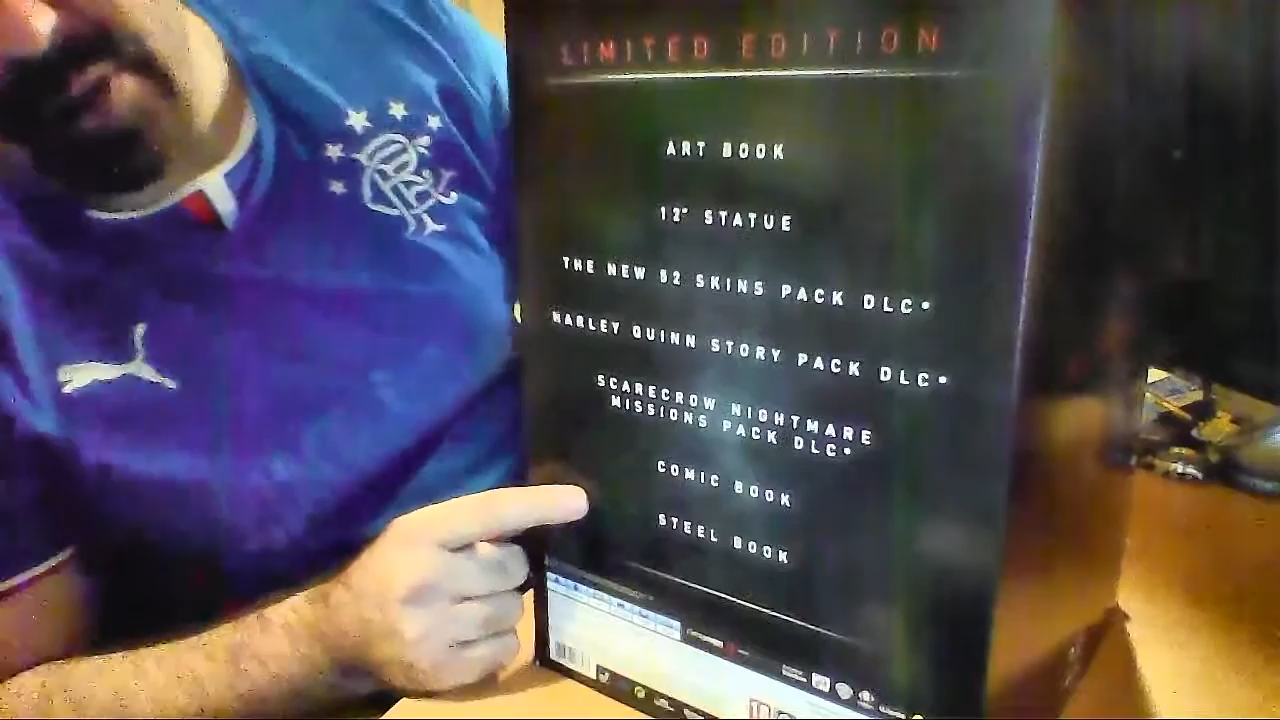 LIMITED EDITION
ART BOOK
12" STATUE
THE NEW 52 SKINS PACK DLC*
HARLEY QUINN STORY PACK DLC*
SCARECROW NIGHTMARE
MISSIONS PACK DLC*
COMIC BOOK
STEEL BOOK